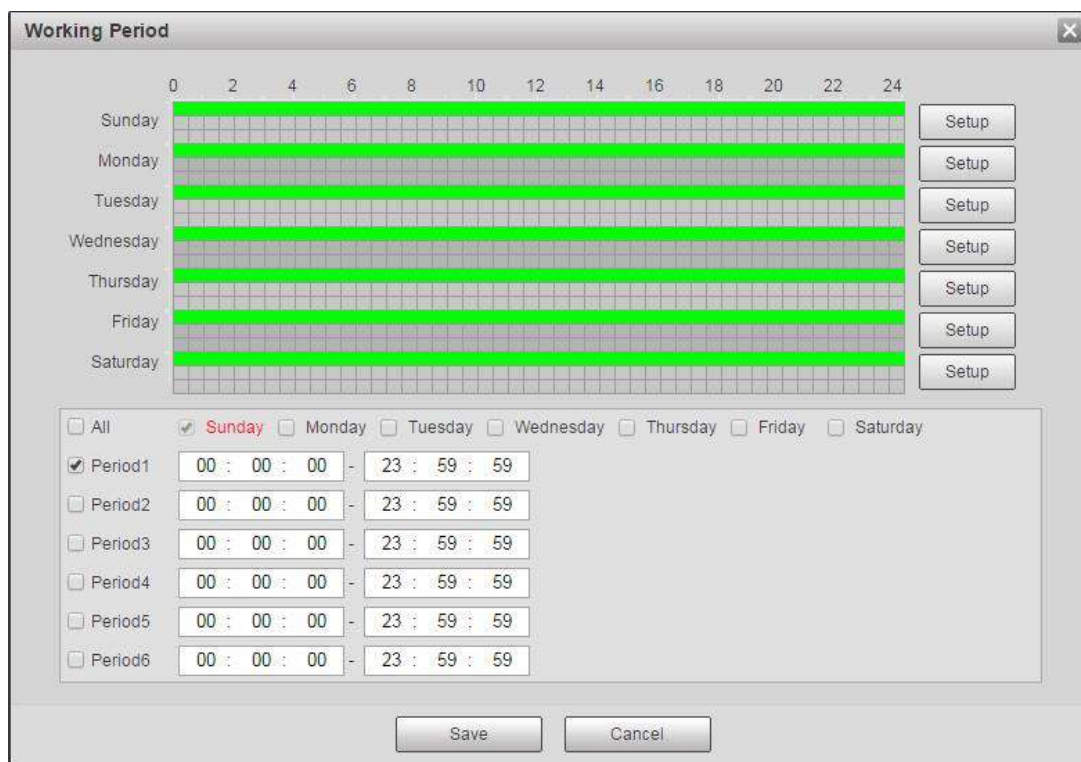 Working Period
0 2 4 6 8 10 12 14 16 18 20 22 24
Sunday Setup
Monday Setup
Tuesday Setup
Wednesday Setup
Thursday Setup
Friday Setup
Saturday Setup
All Sunday Monday Tuesday Wednesday Thursday Friday Saturday
Period1 00 : 00 : 00 - 23 : 59 : 59
Period2 00 : 00 : 00 - 23 : 59 : 59
Period3 00 : 00 : 00 - 23 : 59 : 59
Period4 00 : 00 : 00 - 23 : 59 : 59
Period5 00 : 00 : 00 - 23 : 59 : 59
Period6 00 : 00 : 00 - 23 : 59 : 59
Save Cancel